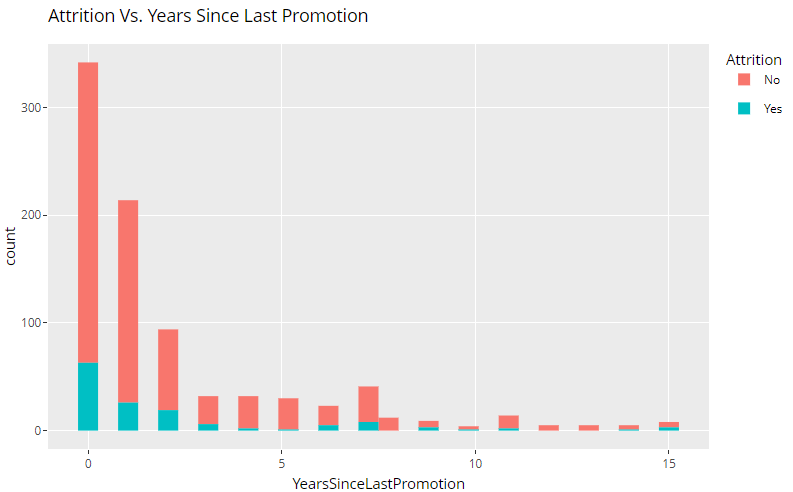 Attrition Vs. Years Since Last Promotion
Attrition
No
Yes
300
200
100
0
count
0 5 10 15
YearsSinceLastPromotion